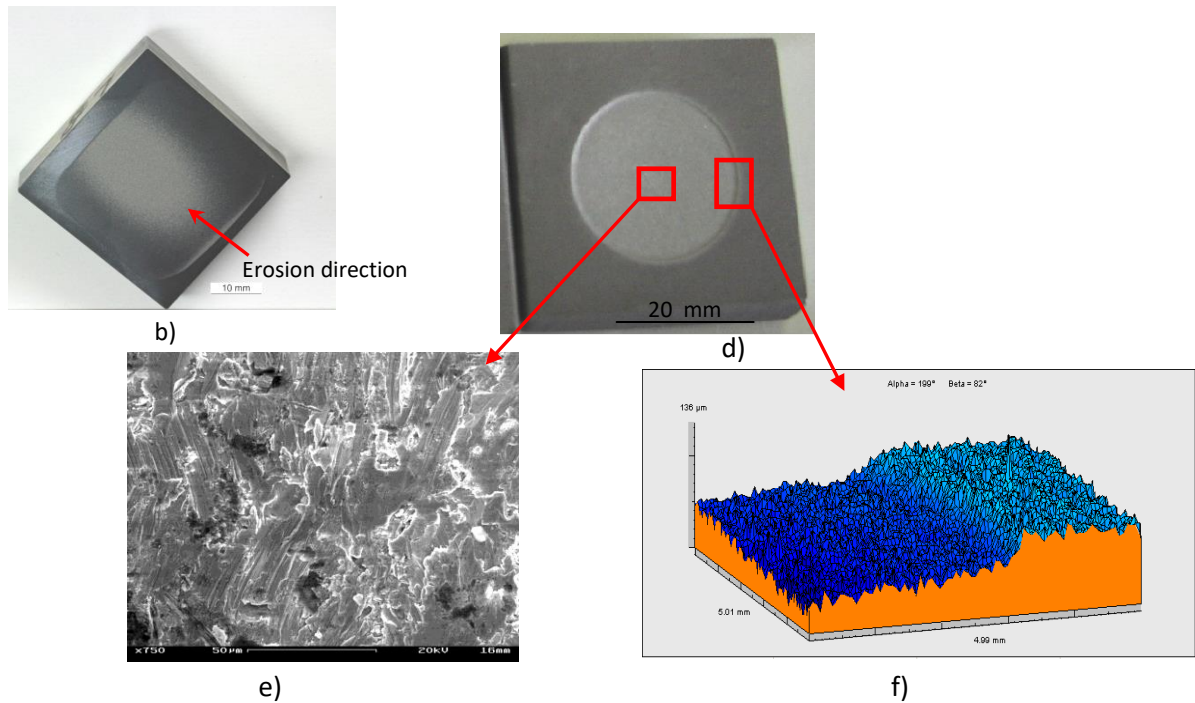 Erosion direction
10 mm
b)
20 mm
d)
x750 50µm 20kV 16mm
e)
Alpha = 199° Beta = 82°
136 µm
5.01 mm
4.99 mm
f)